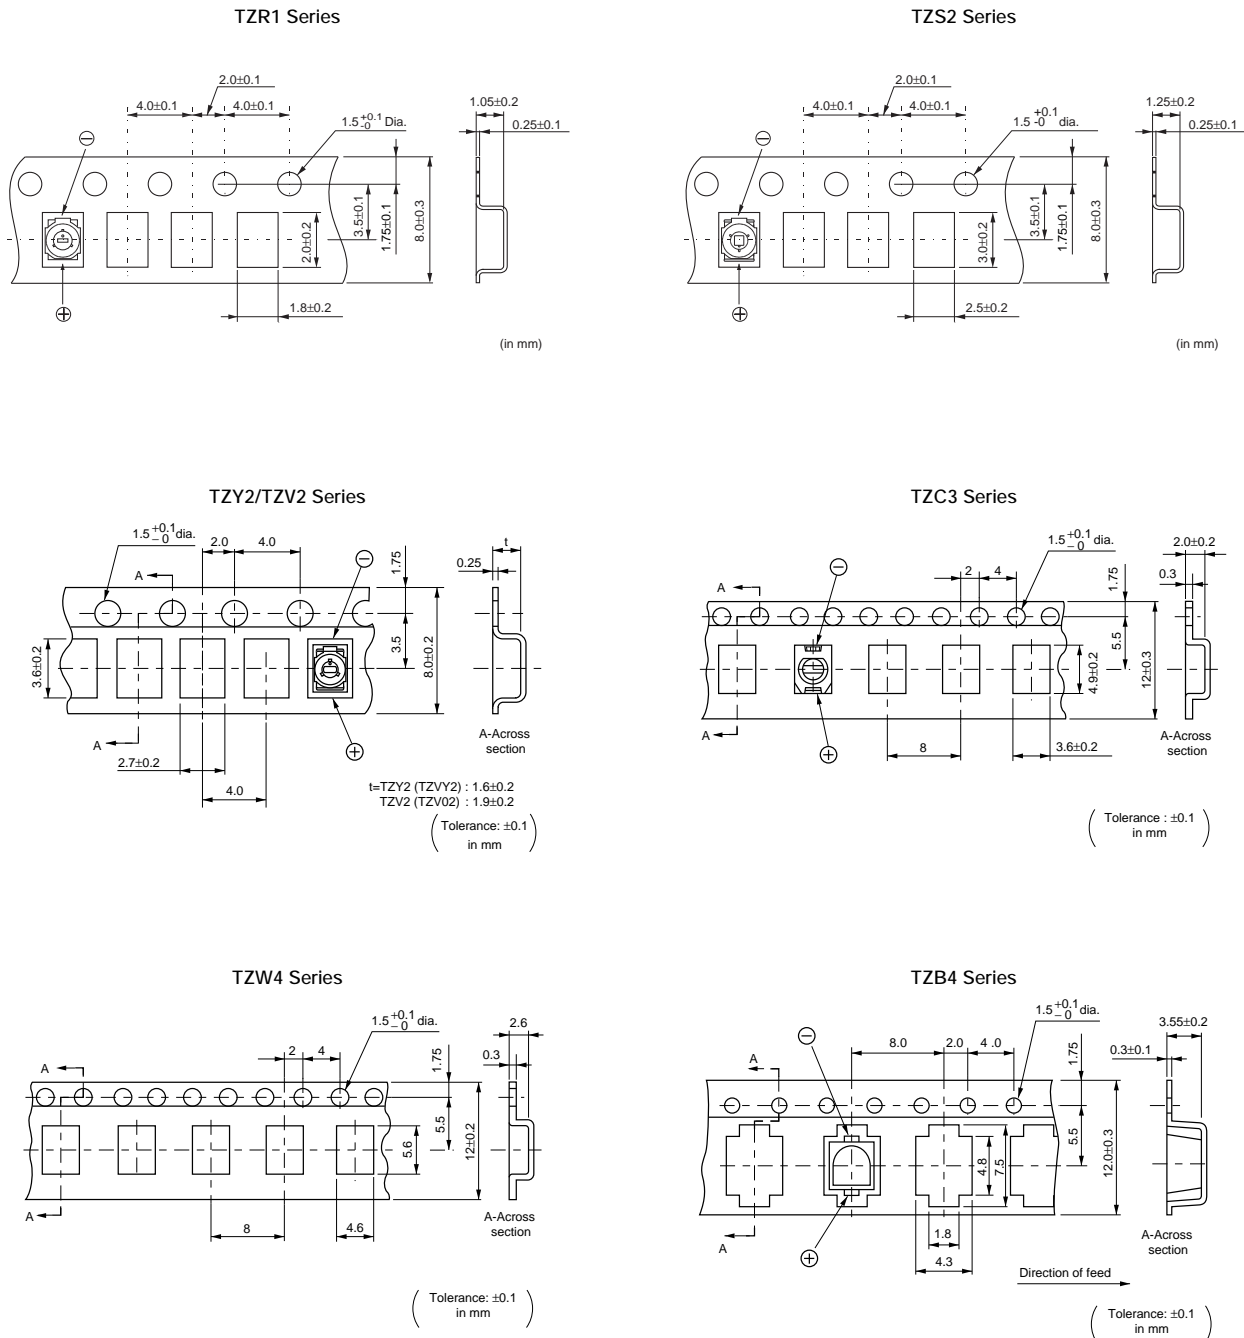 TZR1 Series
2.0±0.1
4.0±0.1
4.0±0.1
1.5 +0.1 -0 Dia.
1.05±0.2
0.25±0.1
⊖
3.5±0.1
1.75±0.1
8.0±0.3
2.0±0.2
⊕
1.8±0.2
(in mm)
TZS2 Series
2.0±0.1
4.0±0.1
4.0±0.1
1.5 +0.1 -0 dia.
1.25±0.2
0.25±0.1
⊖
3.5±0.1
1.75±0.1
8.0±0.3
3.0±0.2
⊕
2.5±0.2
(in mm)
TZY2/TZV2 Series
1.5 +0.1 -0 dia.
2.0
4.0
⊖
1.75
0.25
t
A
3.6±0.2
3.5
8.0±0.2
A
2.7±0.2
4.0
⊕
A-Across
section
t=TZY2 (TZVY2) : 1.6±0.2
TZV2 (TZV02) : 1.9±0.2
(Tolerance: ±0.1
in mm)
TZC3 Series
1.5 +0.1 -0 dia.
2.0±0.2
0.3
2
4
1.75
⊖
A
5.5
4.9±0.2
12±0.3
A
⊕
8
3.6±0.2
A-Across
section
(Tolerance : ±0.1
in mm)
TZW4 Series
1.5 +0.1 -0 dia.
2.6
0.3
2
4
1.75
A
5.5
5.6
12±0.2
A
8
4.6
A-Across
section
(Tolerance: ±0.1
in mm)
TZB4 Series
1.5 +0.1 -0 dia.
3.55±0.2
0.3±0.1
⊖
8.0
2.0
4.0
1.75
A
5.5
4.8
7.5
12.0±0.3
A
⊕
1.8
4.3
A-Across
section
Direction of feed
(Tolerance: ±0.1
in mm)